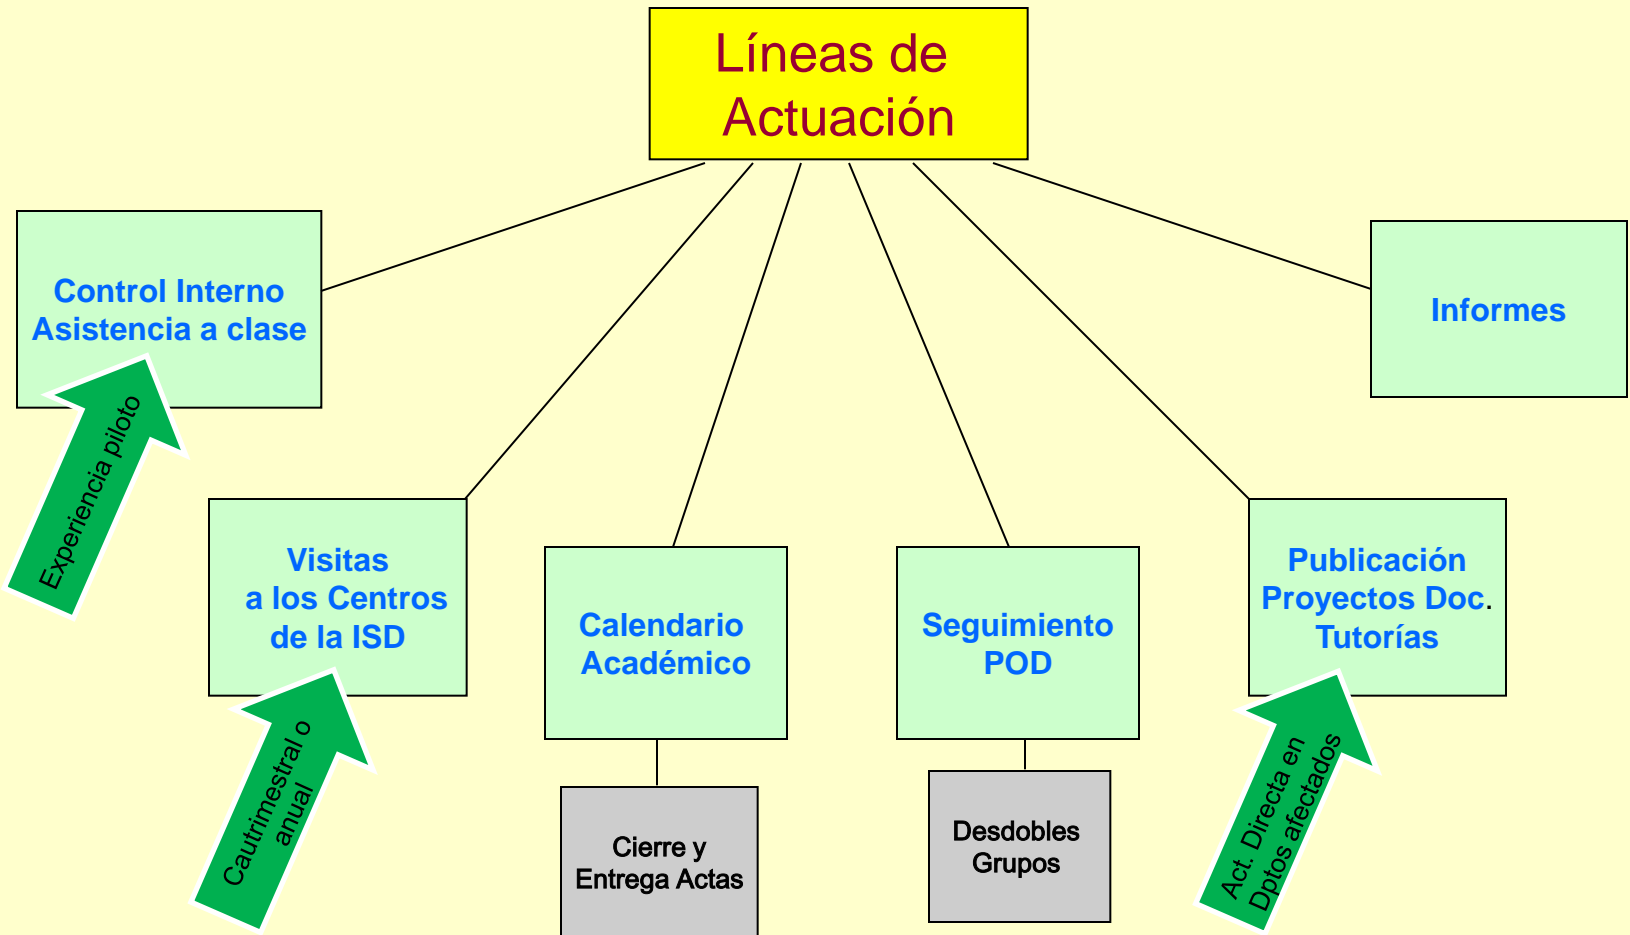 Líneas de
Actuación
Control Interno
Asistencia a clase
Informes
Experiencia piloto
Visitas
a los Centros
de la ISD
Calendario
Académico
Seguimiento
POD
Publicación
Proyectos Doc.
Tutorías
Cautrimestral o
anual
Cierre y
Entrega Actas
Desdobles
Grupos
Act. Directa en
Dptos afectados